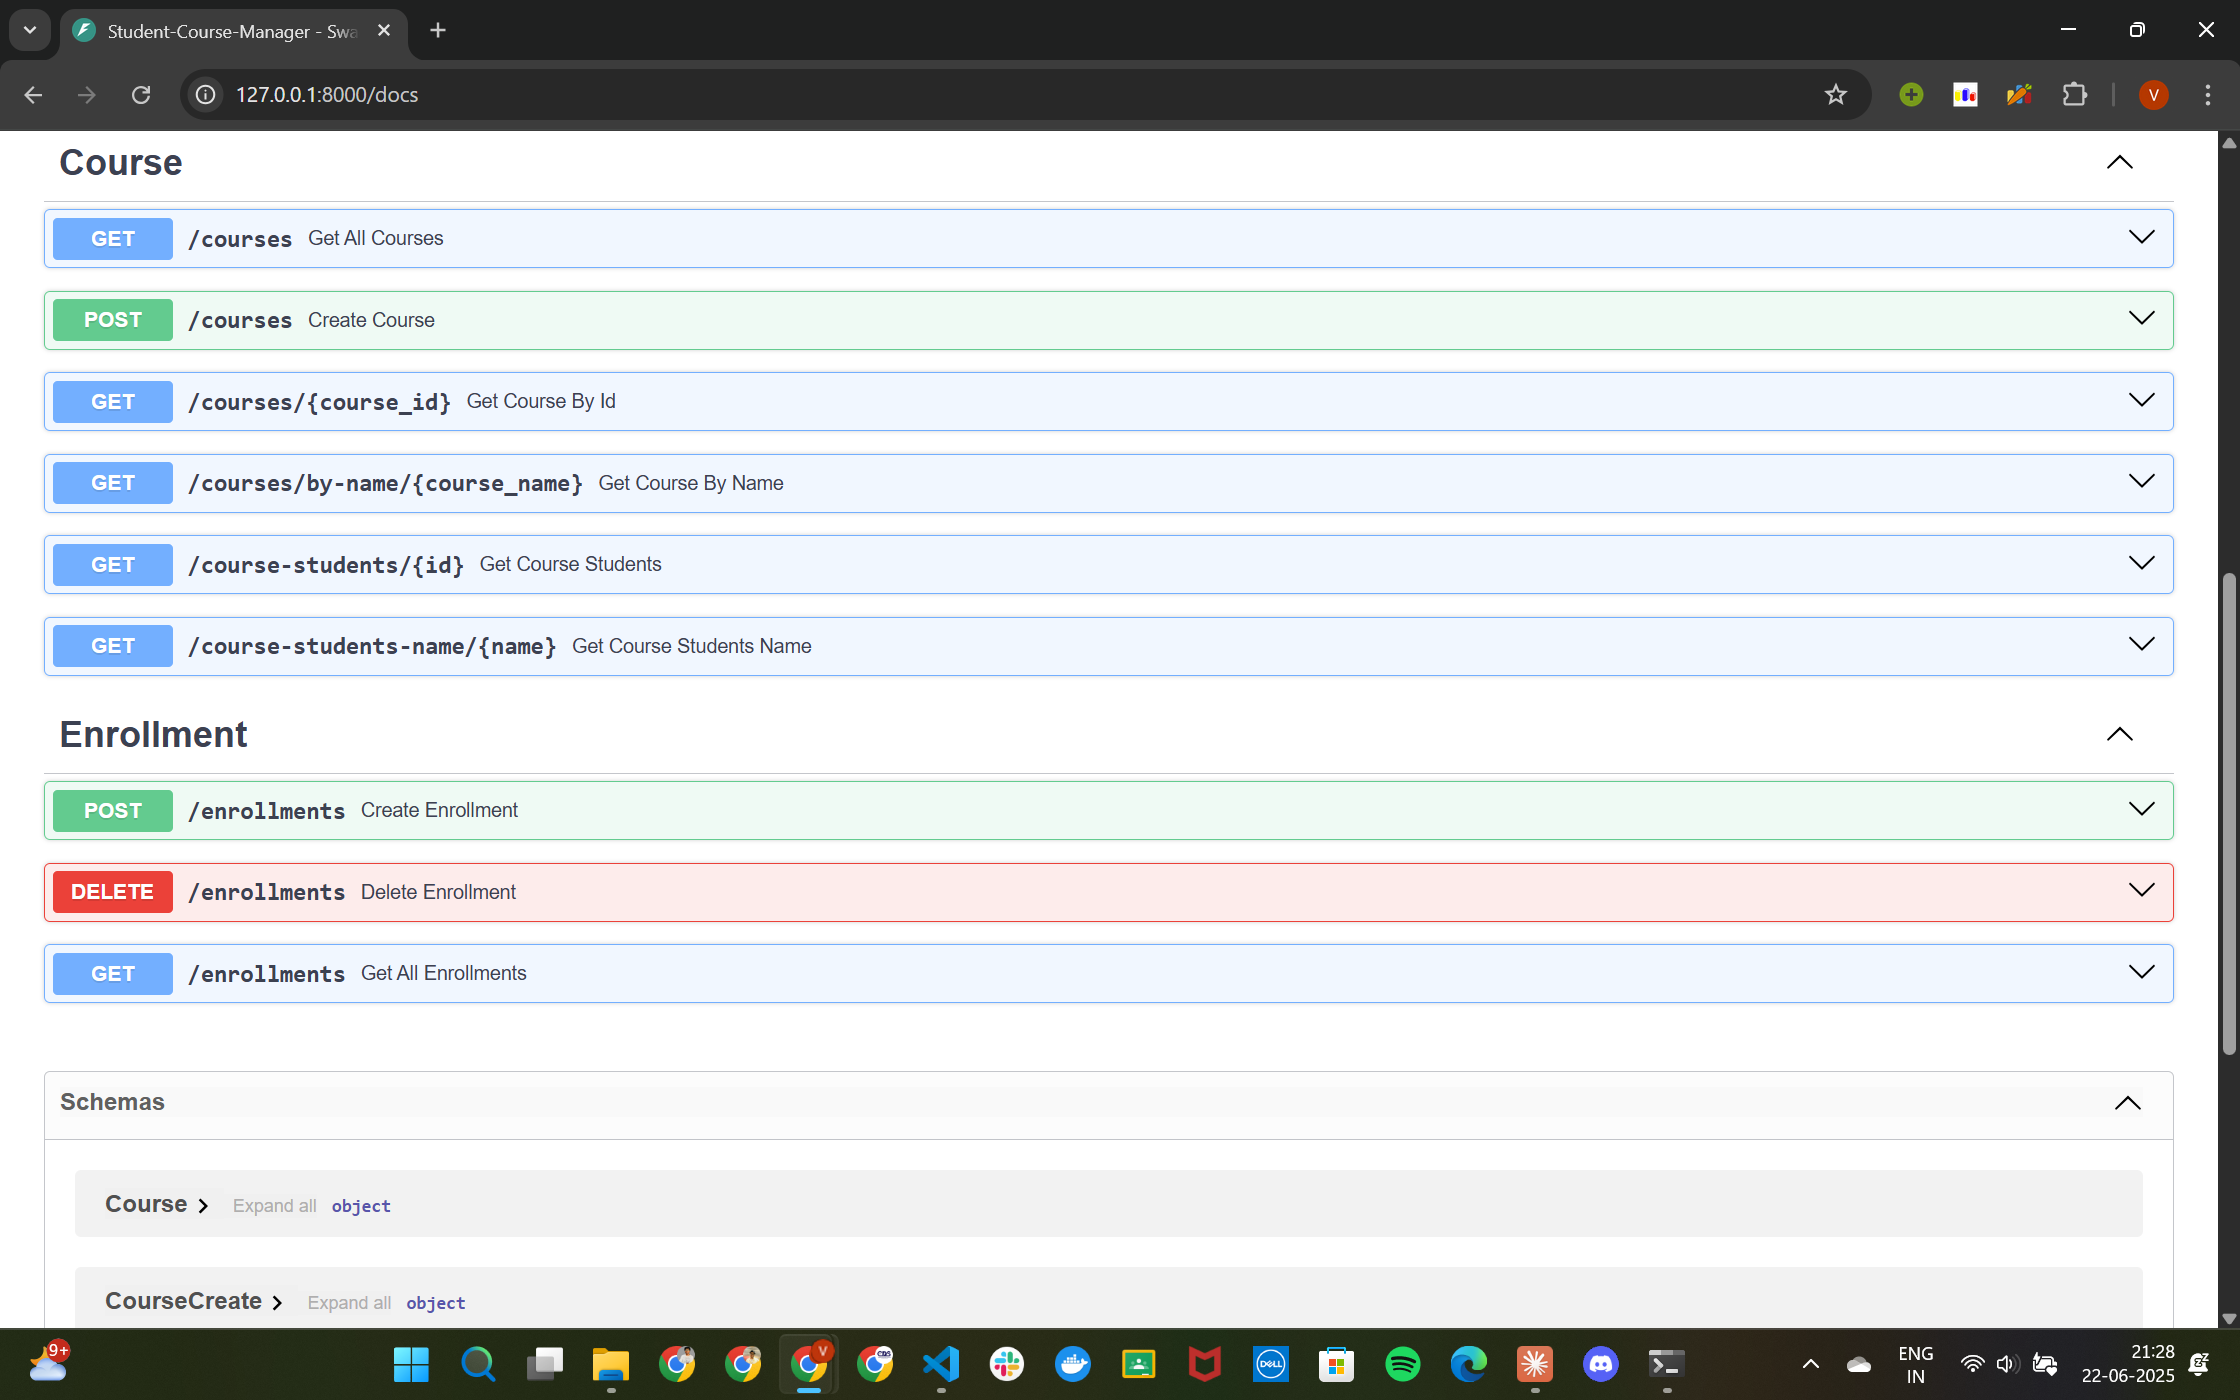 Student-Course-Manager - Swa
127.0.0.1:8000/docs
V
Course
GET /courses Get All Courses
POST /courses Create Course
GET /courses/{course_id} Get Course By Id
GET /courses/by-name/{course_name} Get Course By Name
GET /course-students/{id} Get Course Students
GET /course-students-name/{name} Get Course Students Name
Enrollment
POST /enrollments Create Enrollment
DELETE /enrollments Delete Enrollment
GET /enrollments Get All Enrollments
Schemas
Course Expand all object
CourseCreate Expand all object
9+
V
DELL
ENG
IN
21:28
22-06-2025